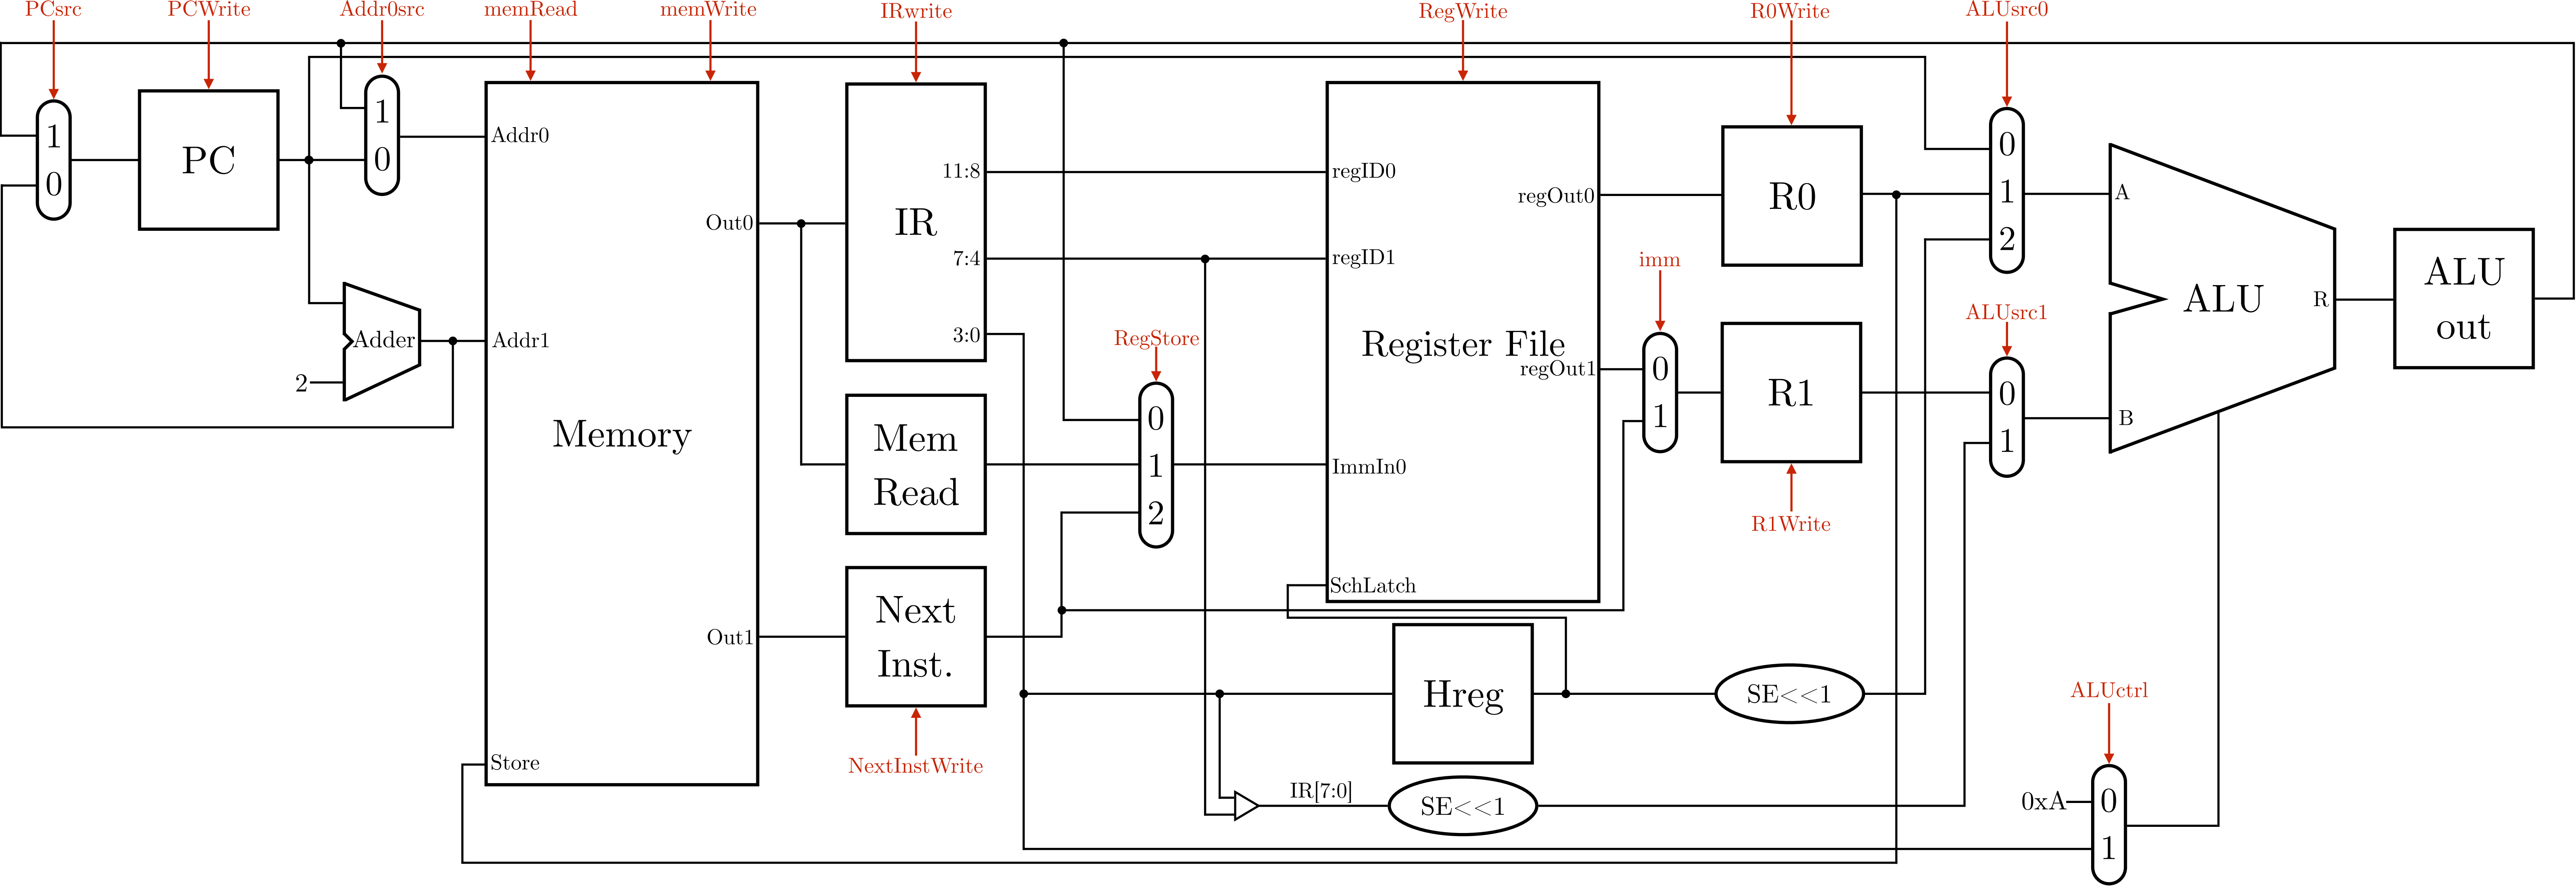 PCsrc
PCWrite
Addr0src
memRead
memWrite
IRwrite
RegWrite
R0Write
ALUsrc0
1
0
PC
1
0
Addr0
Addr1
Memory
Out0
Out1
Store
Adder
2
IR
11:8
7:4
3:0
Mem
Read
Next
Inst.
NextInstWrite
RegStore
0
1
2
regID0
regID1
regOut0
Register File
regOut1
ImmIn0
SchLatch
imm
0
1
R0
R1
R1Write
Hreg
SE<<1
IR[7:0]
SE<<1
0
1
2
ALUsrc1
0
1
A
B
ALU
R
ALU
out
ALUctrl
0xA
0
1